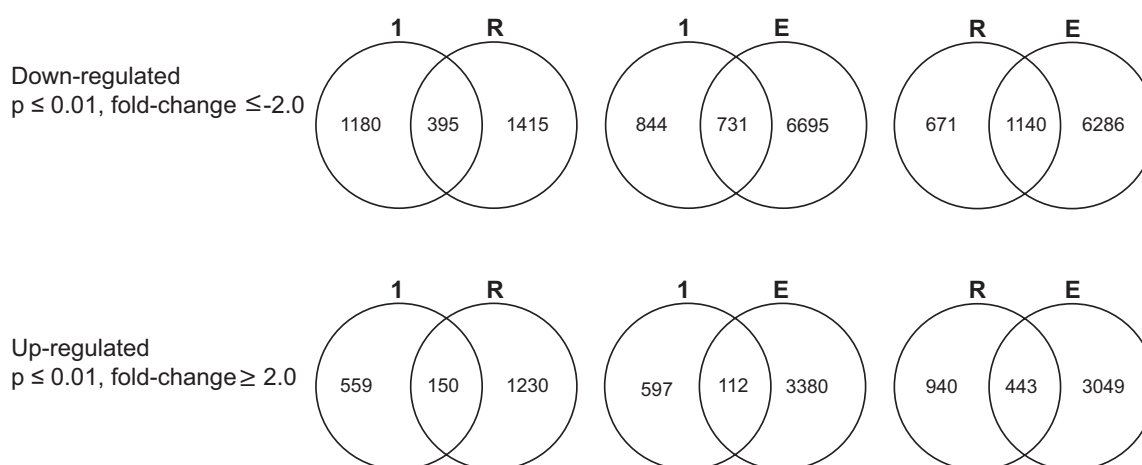 1 R 1 E R E
Down-regulated
p ≤ 0.01, fold-change ≤-2.0
1180 395 1415 844 731 6695 671 1140 6286
1 R 1 E R E
Up-regulated
p ≤ 0.01, fold-change ≥ 2.0
559 150 1230 597 112 3380 940 443 3049